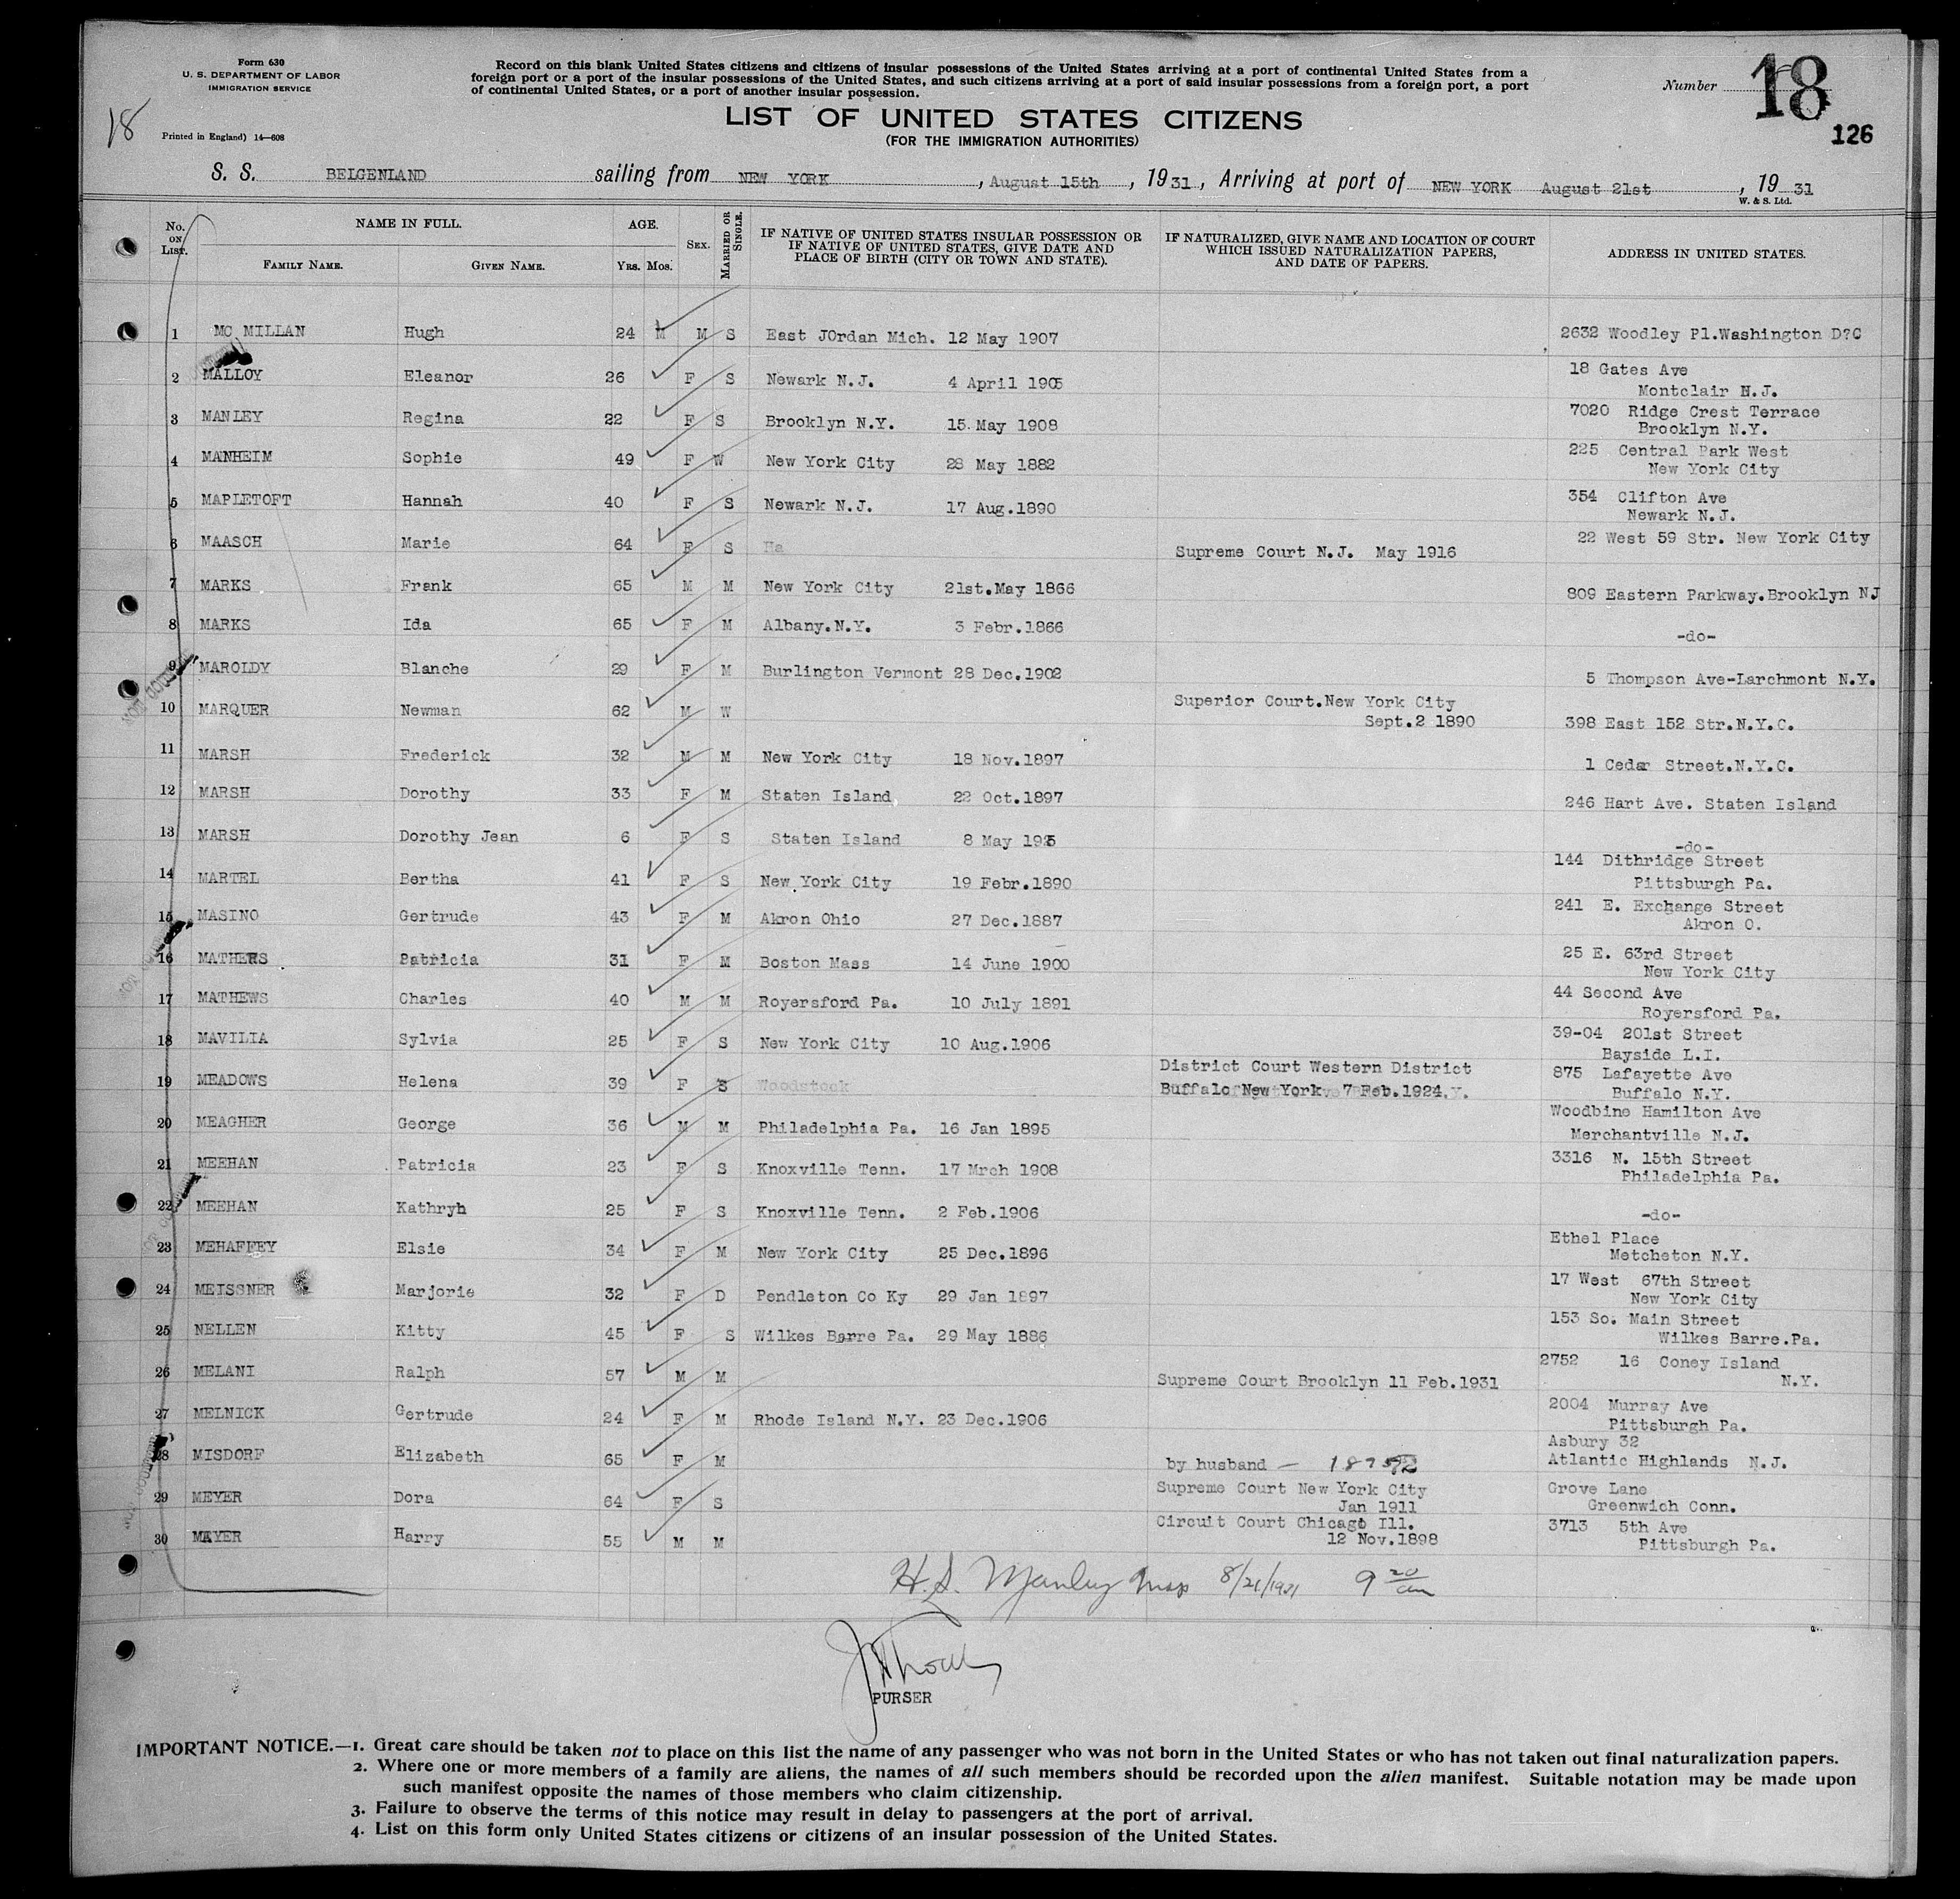 Form 630
U. S. DEPARTMENT OF LABOR
IMMIGRATION SERVICE
Printed in England) 14—608
18
Record on this blank United States citizens and citizens of insular possessions of the United States arriving at a port of continental United States from a
foreign port or a port of the insular possessions of the United States, and such citizens arriving at a port of said insular possessions from a foreign port, a port
of continental United States, or a port of another insular possession.
Number 18
126
LIST OF UNITED STATES CITIZENS
(FOR THE IMMIGRATION AUTHORITIES)
S. S. BELGENLAND sailing from NEW YORK , August 15th , 1931, Arriving at port of NEW YORK August 21st , 19 31
W. & S. Ltd.
No. ON LIST. NAME IN FULL. FAMILY NAME. GIVEN NAME. AGE. YRS. MOS. SEX. MARRIED OR SINGLE. IF NATIVE OF UNITED STATES INSULAR POSSESSION OR IF NATIVE OF UNITED STATES, GIVE DATE AND PLACE OF BIRTH (CITY OR TOWN AND STATE). IF NATURALIZED, GIVE NAME AND LOCATION OF COURT WHICH ISSUED NATURALIZATION PAPERS, AND DATE OF PAPERS. ADDRESS IN UNITED STATES.
1 MC MILLAN Hugh 24 M M S East JOrdan Mich. 12 May 1907 2632 Woodley Pl.Washington D?C
2 MALLOY Eleanor 26 F S Newark N.J. 4 April 1905 18 Gates Ave
Montclair N.J.
3 MANLEY Regina 22 F S Brooklyn N.Y. 15.May 1908 7020 Ridge Crest Terrace
Brooklyn N.Y.
4 MANHEIM Sophie 49 F W New York City 28 May 1882 225 Central Park West
New York City
5 MAPLETOFT Hannah 40 F S Newark N.J. 17 Aug.1890 354 Clifton Ave
Newark N.J.
6 MAASCH Marie 64 F S Ha Supreme Court N.J. May 1916 22 West 59 Str. New York City
7 MARKS Frank 65 M M New York City 21st.May 1866 809 Eastern Parkway.Brooklyn NJ
8 MARKS Ida 65 F M Albany.N.Y. 3 Febr.1866 -do-
9 MAROLDY Blanche 29 F M Burlington Vermont 28 Dec.1902 5 Thompson Ave-Larchmont N.Y.
10 MARQUER Newman 62 M W Superior Court.New York City
Sept.2 1890 398 East 152 Str.N.Y.C.
11 MARSH Frederick 32 M M New York City 18 Nov.1897 1 Cedar Street.N.Y.C.
12 MARSH Dorothy 33 F M Staten Island 22 Oct.1897 246 Hart Ave. Staten Island
13 MARSH Dorothy Jean 6 F S Staten Island 8 May 1925 -do-
14 MARTEL Bertha 41 F S New York City 19 Febr.1890 144 Dithridge Street
Pittsburgh Pa.
15 MASINO Gertrude 43 F M Akron Ohio 27 Dec.1887 241 E. Exchange Street
Akron O.
16 MATHERS Patricia 31 F M Boston Mass 14 June 1900 25 E. 63rd Street
New York City
17 MATHEWS Charles 40 M M Royersford Pa. 10 July 1891 44 Second Ave
Royersford Pa.
18 MAVILIA Sylvia 25 F S New York City 10 Aug.1906 39-04 201st Street
Bayside L.I.
19 MEADOWS Helena 39 F S Woodstock District Court Western District
Buffalo New York 7 Feb.1924 875 Lafayette Ave
Buffalo N.Y.
20 MEAGHER George 36 M M Philadelphia Pa. 16 Jan 1895 Woodbine Hamilton Ave
Merchantville N.J.
21 MEEHAN Patricia 23 F S Knoxville Tenn. 17 Mrch 1908 3316 N. 15th Street
Philadelphia Pa.
22 MEEHAN Kathryh 25 F S Knoxville Tenn. 2 Feb.1906 -do-
23 MEHAFFEY Elsie 34 F M New York City 25 Dec.1896 Ethel Place
Metcheton N.Y.
24 MEISSNER Marjorie 32 F D Pendleton Co Ky 29 Jan 1897 17 West 67th Street
New York City
25 NELLEN Kitty 45 F S Wilkes Barre Pa. 29 May 1886 153 So. Main Street
Wilkes Barre.Pa.
26 MELANI Ralph 57 M M Supreme Court Brooklyn 11 Feb.1931 2752 16 Coney Island
N.Y.
27 MELNICK Gertrude 24 F M Rhode Island N.Y. 23 Dec.1906 2004 Murray Ave
Pittsburgh Pa.
28 MISDORF Elizabeth 65 F M by husband — Asbury 32
Atlantic Highlands N.J.
29 MEYER Dora 64 F S Supreme Court New York City
Jan 1911 Grove Lane
Greenwich Conn.
30 MAYER Harry 55 M M Circuit Court Chicago Ill.
12 Nov.1898 3713 5th Ave
Pittsburgh Pa.
H.S. Manley Insp 8/21/1931 9 20 am
PURSER
IMPORTANT NOTICE.—1. Great care should be taken not to place on this list the name of any passenger who was not born in the United States or who has not taken out final naturalization papers.
2. Where one or more members of a family are aliens, the names of all such members should be recorded upon the alien manifest. Suitable notation may be made upon
such manifest opposite the names of those members who claim citizenship.
3. Failure to observe the terms of this notice may result in delay to passengers at the port of arrival.
4. List on this form only United States citizens or citizens of an insular possession of the United States.